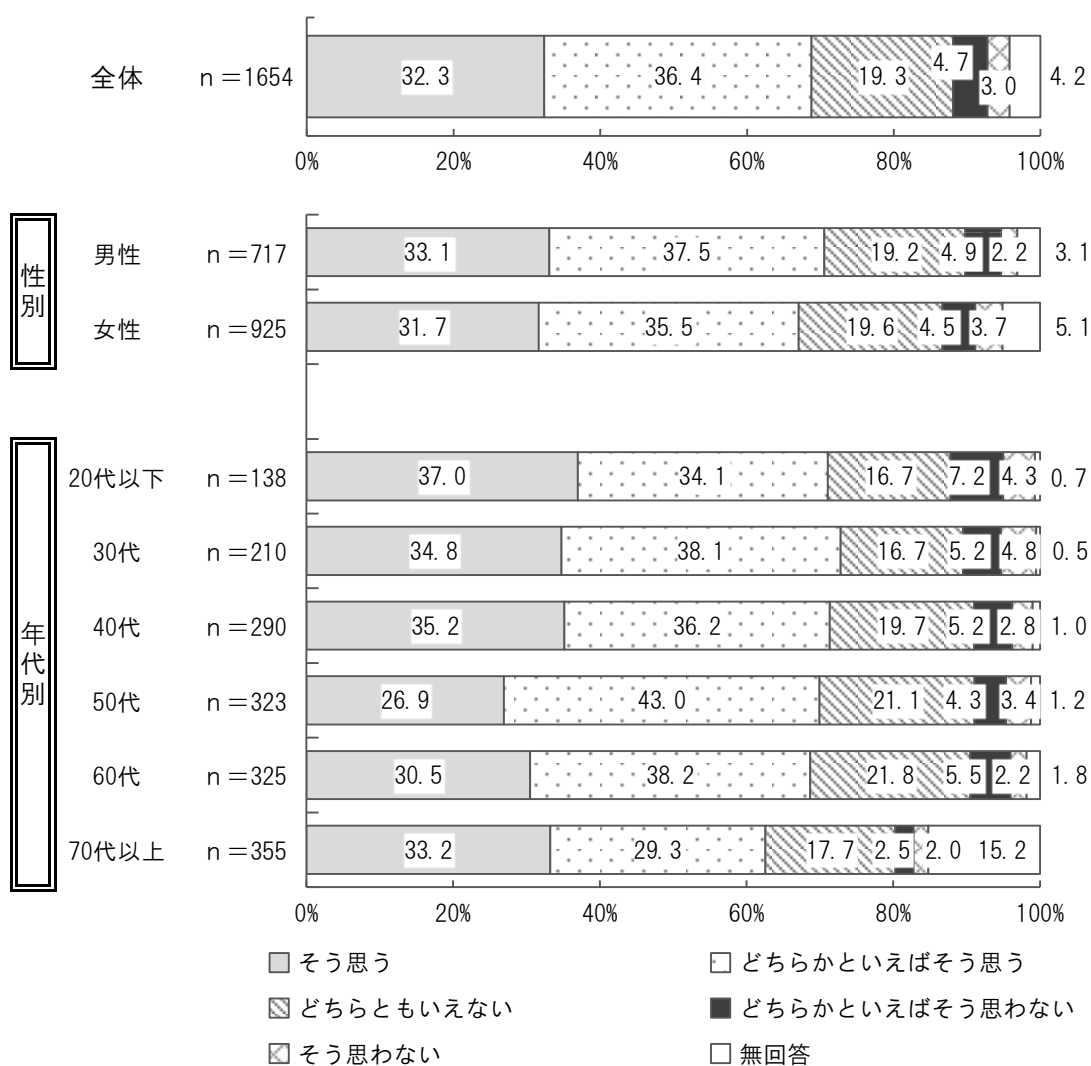 全体 n＝1654 32.3 36.4 19.3 4.7 3.0 4.2
0% 20% 40% 60% 80% 100%
性別
男性 n＝717 33.1 37.5 19.2 4.9 2.2 3.1
女性 n＝925 31.7 35.5 19.6 4.5 3.7 5.1
年代別
20代以下 n＝138 37.0 34.1 16.7 7.2 4.3 0.7
30代 n＝210 34.8 38.1 16.7 5.2 4.8 0.5
40代 n＝290 35.2 36.2 19.7 5.2 2.8 1.0
50代 n＝323 26.9 43.0 21.1 4.3 3.4 1.2
60代 n＝325 30.5 38.2 21.8 5.5 2.2 1.8
70代以上 n＝355 33.2 29.3 17.7 2.5 2.0 15.2
0% 20% 40% 60% 80% 100%
そう思う どちらかといえばそう思う
どちらともいえない どちらかといえばそう思わない
そう思わない 無回答